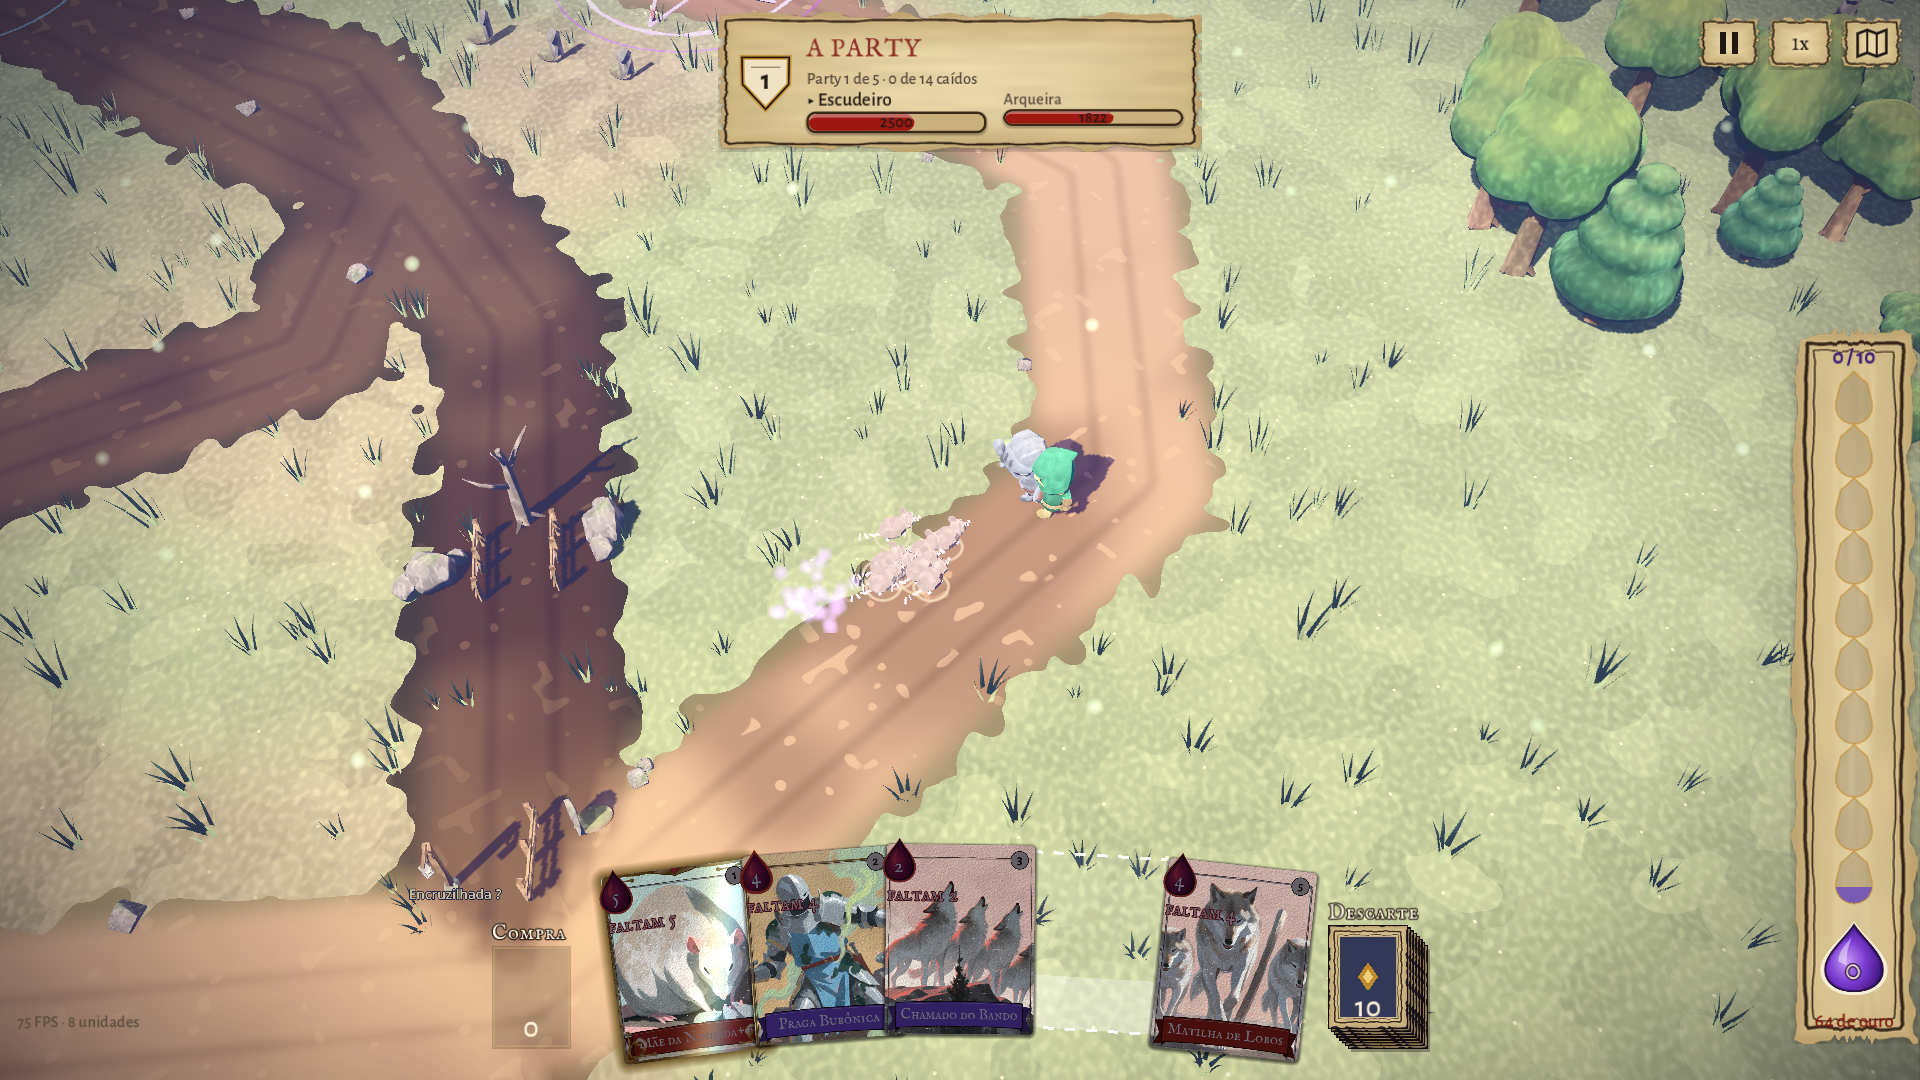 A PARTY
1
Party 1 de 5 · 0 de 14 caídos
▸ Escudeiro
2500
Arqueira
1822
1x
0/10
Encruzilhada ?
Compra
0
5
1
FALTAM 5
4
2
FALTAM 4
Praga Bubônica
2
3
FALTAM 2
Chamado do Bando
4
5
FALTAM 4
Matilha de Lobos
Descarte
10
0
64 de ouro
75 FPS · 8 unidades